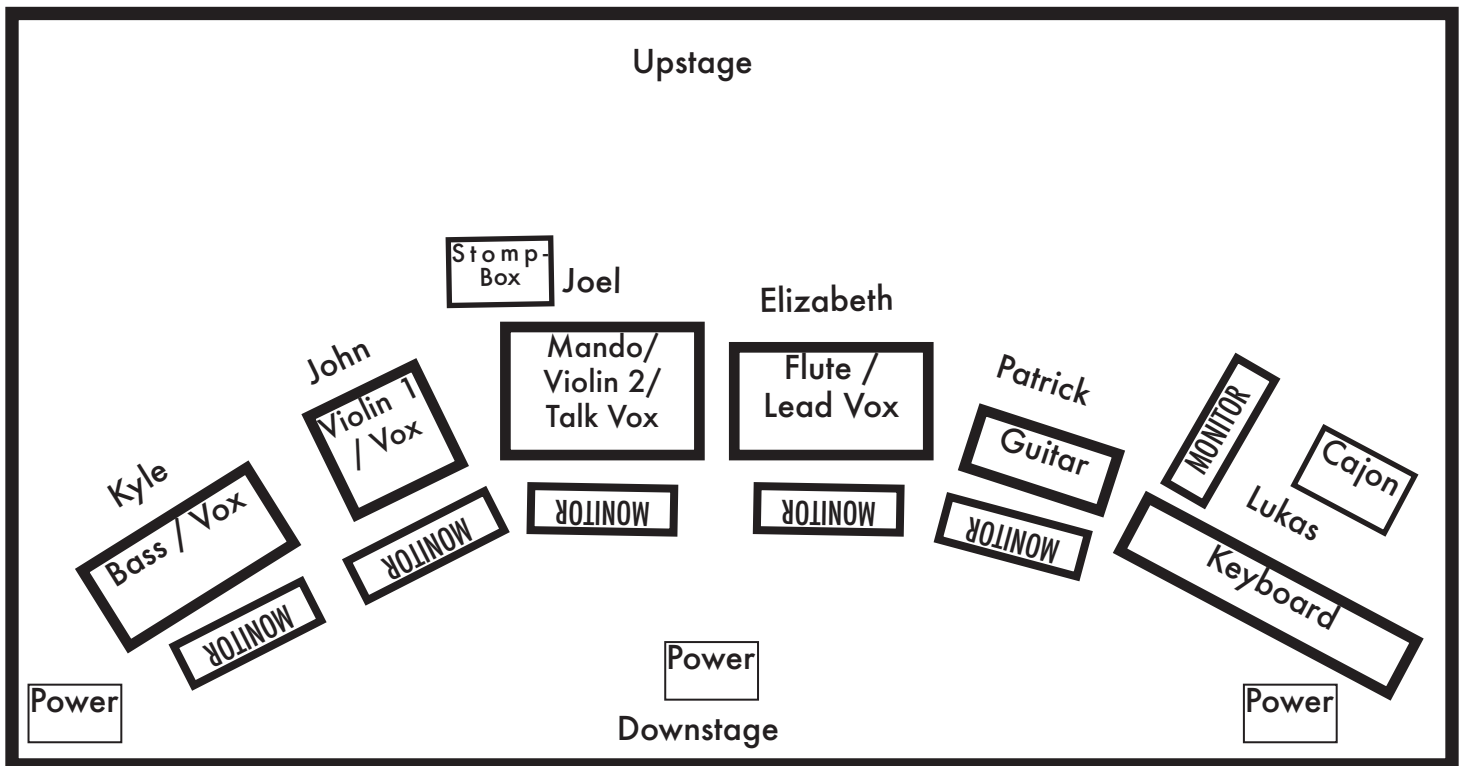 Upstage
Stomp-
Box
Joel
Elizabeth
Mando/
Violin 2/
Talk Vox
Flute /
Lead Vox
John
Violin 1
/ Vox
Patrick
Guitar
MONITOR
Cajon
Lukas
Keyboard
Kyle
Bass / Vox
MONITOR
MONITOR
MONITOR
MONITOR
MONITOR
Power
Power
Power
Downstage